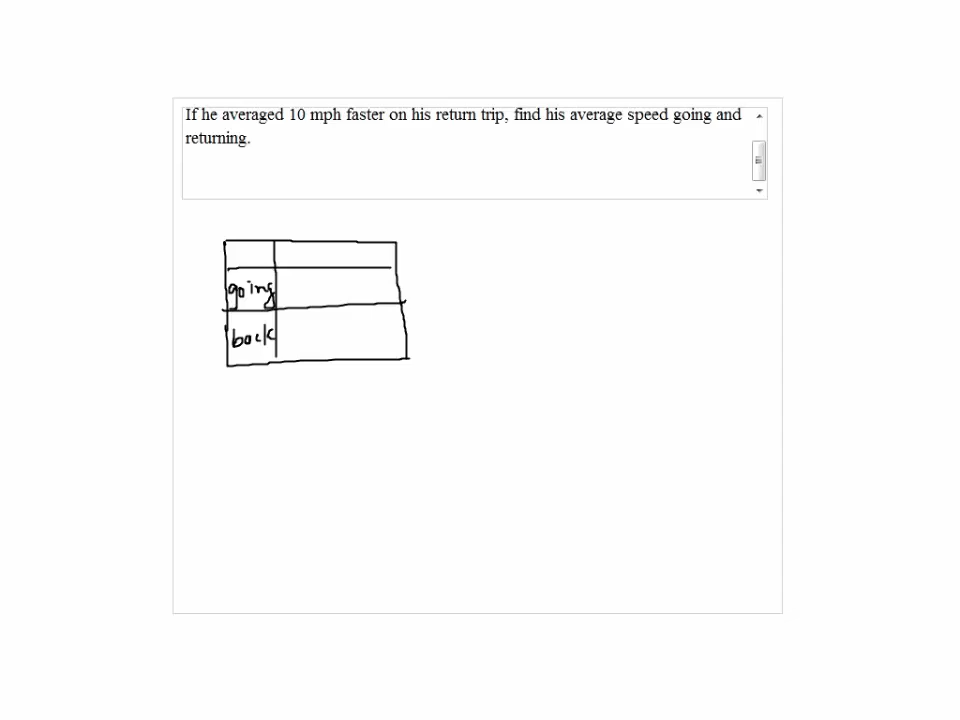 If he averaged 10 mph faster on his return trip, find his average speed going and
returning.
going
back